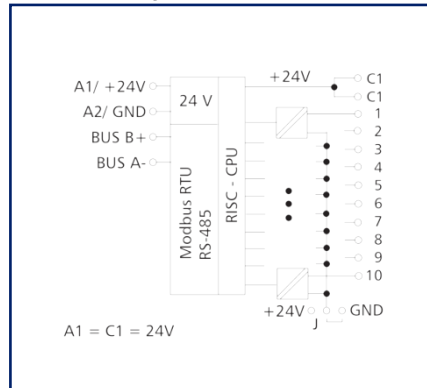 +24V
C1
A1/ +24V
24 V
C1
A2/ GND
1
2
BUS B+
3
BUS A-
4
Modbus RTU
RS-485
RISC - CPU
5
6
7
8
9
10
+24V
J
GND
A1 = C1 = 24V